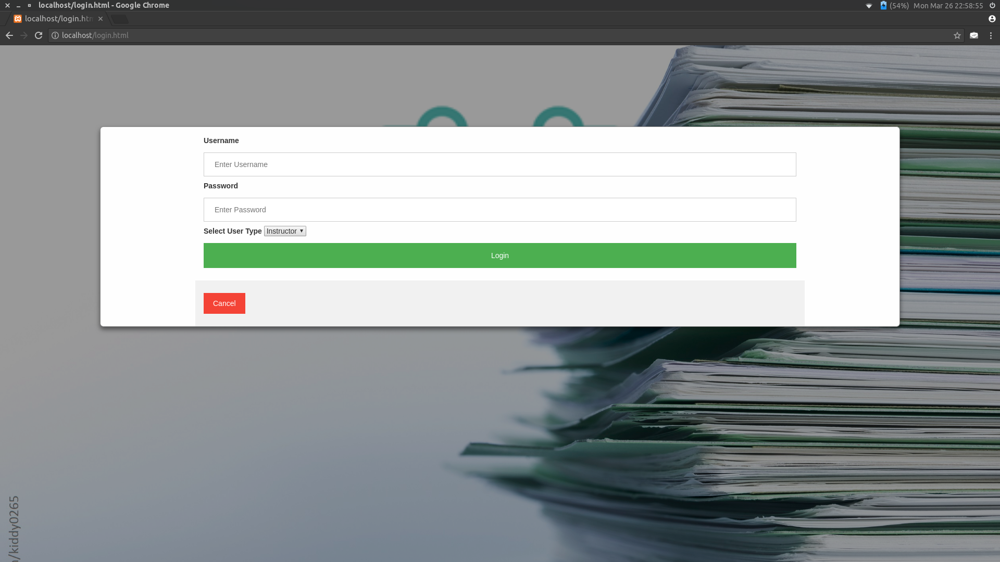 localhost/login.html - Google Chrome
(54%) Mon Mar 26 22:58:55
localhost/login.htm
localhost/login.html
Username
Enter Username
Password
Enter Password
Select User Type Instructor
Login
Cancel
/kiddy0265